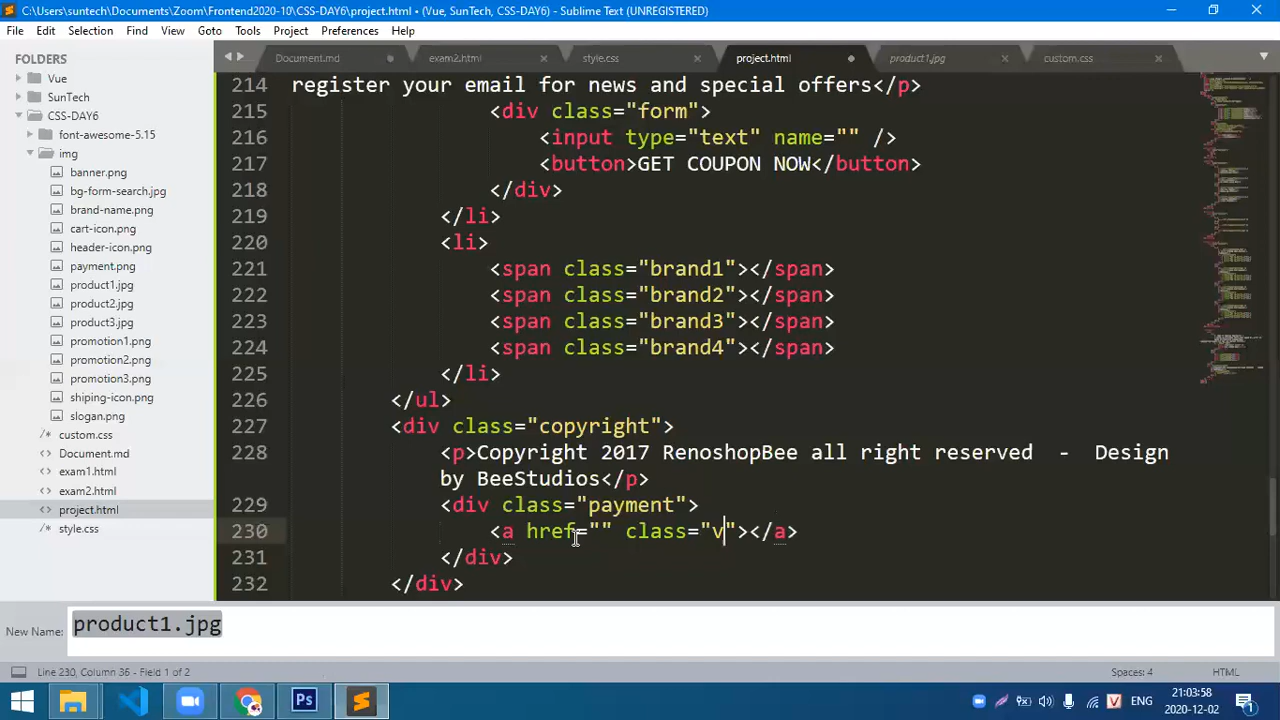 C:\Users\suntech\Documents\Zoom\Frontend2020-10\CSS-DAY6\project.html • (Vue, SunTech, CSS-DAY6) - Sublime Text (UNREGISTERED)
File Edit Selection Find View Goto Tools Project Preferences Help
FOLDERS
Vue
SunTech
CSS-DAY6
font-awesome-5.15
img
banner.png
bg-form-search.jpg
brand-name.png
cart-icon.png
header-icon.png
payment.png
product1.jpg
product2.jpg
product3.jpg
promotion1.png
promotion2.png
promotion3.png
shiping-icon.png
slogan.png
custom.css
Document.md
exam1.html
exam2.html
project.html
style.css
Document.md exam2.html style.css project.html product1.jpg custom.css
214 register your email for news and special offers</p>
215 <div class="form">
216 <input type="text" name="" />
217 <button>GET COUPON NOW</button>
218 </div>
219 </li>
220 <li>
221 <span class="brand1"></span>
222 <span class="brand2"></span>
223 <span class="brand3"></span>
224 <span class="brand4"></span>
225 </li>
226 </ul>
227 <div class="copyright">
228 <p>Copyright 2017 RenoshopBee all right reserved - Design
by BeeStudios</p>
229 <div class="payment">
230 <a href="" class="v"></a>
231 </div>
232 </div>
New Name: product1.jpg
Line 230, Column 36 - Field 1 of 2 Spaces: 4 HTML
Ps V ENG 21:03:58
2020-12-02 1